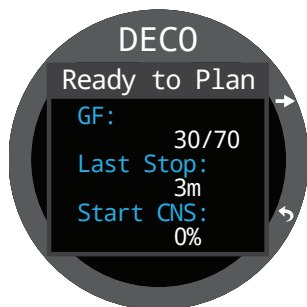 DECO
Ready to Plan
GF:
30/70
Last Stop:
3m
Start CNS:
0%